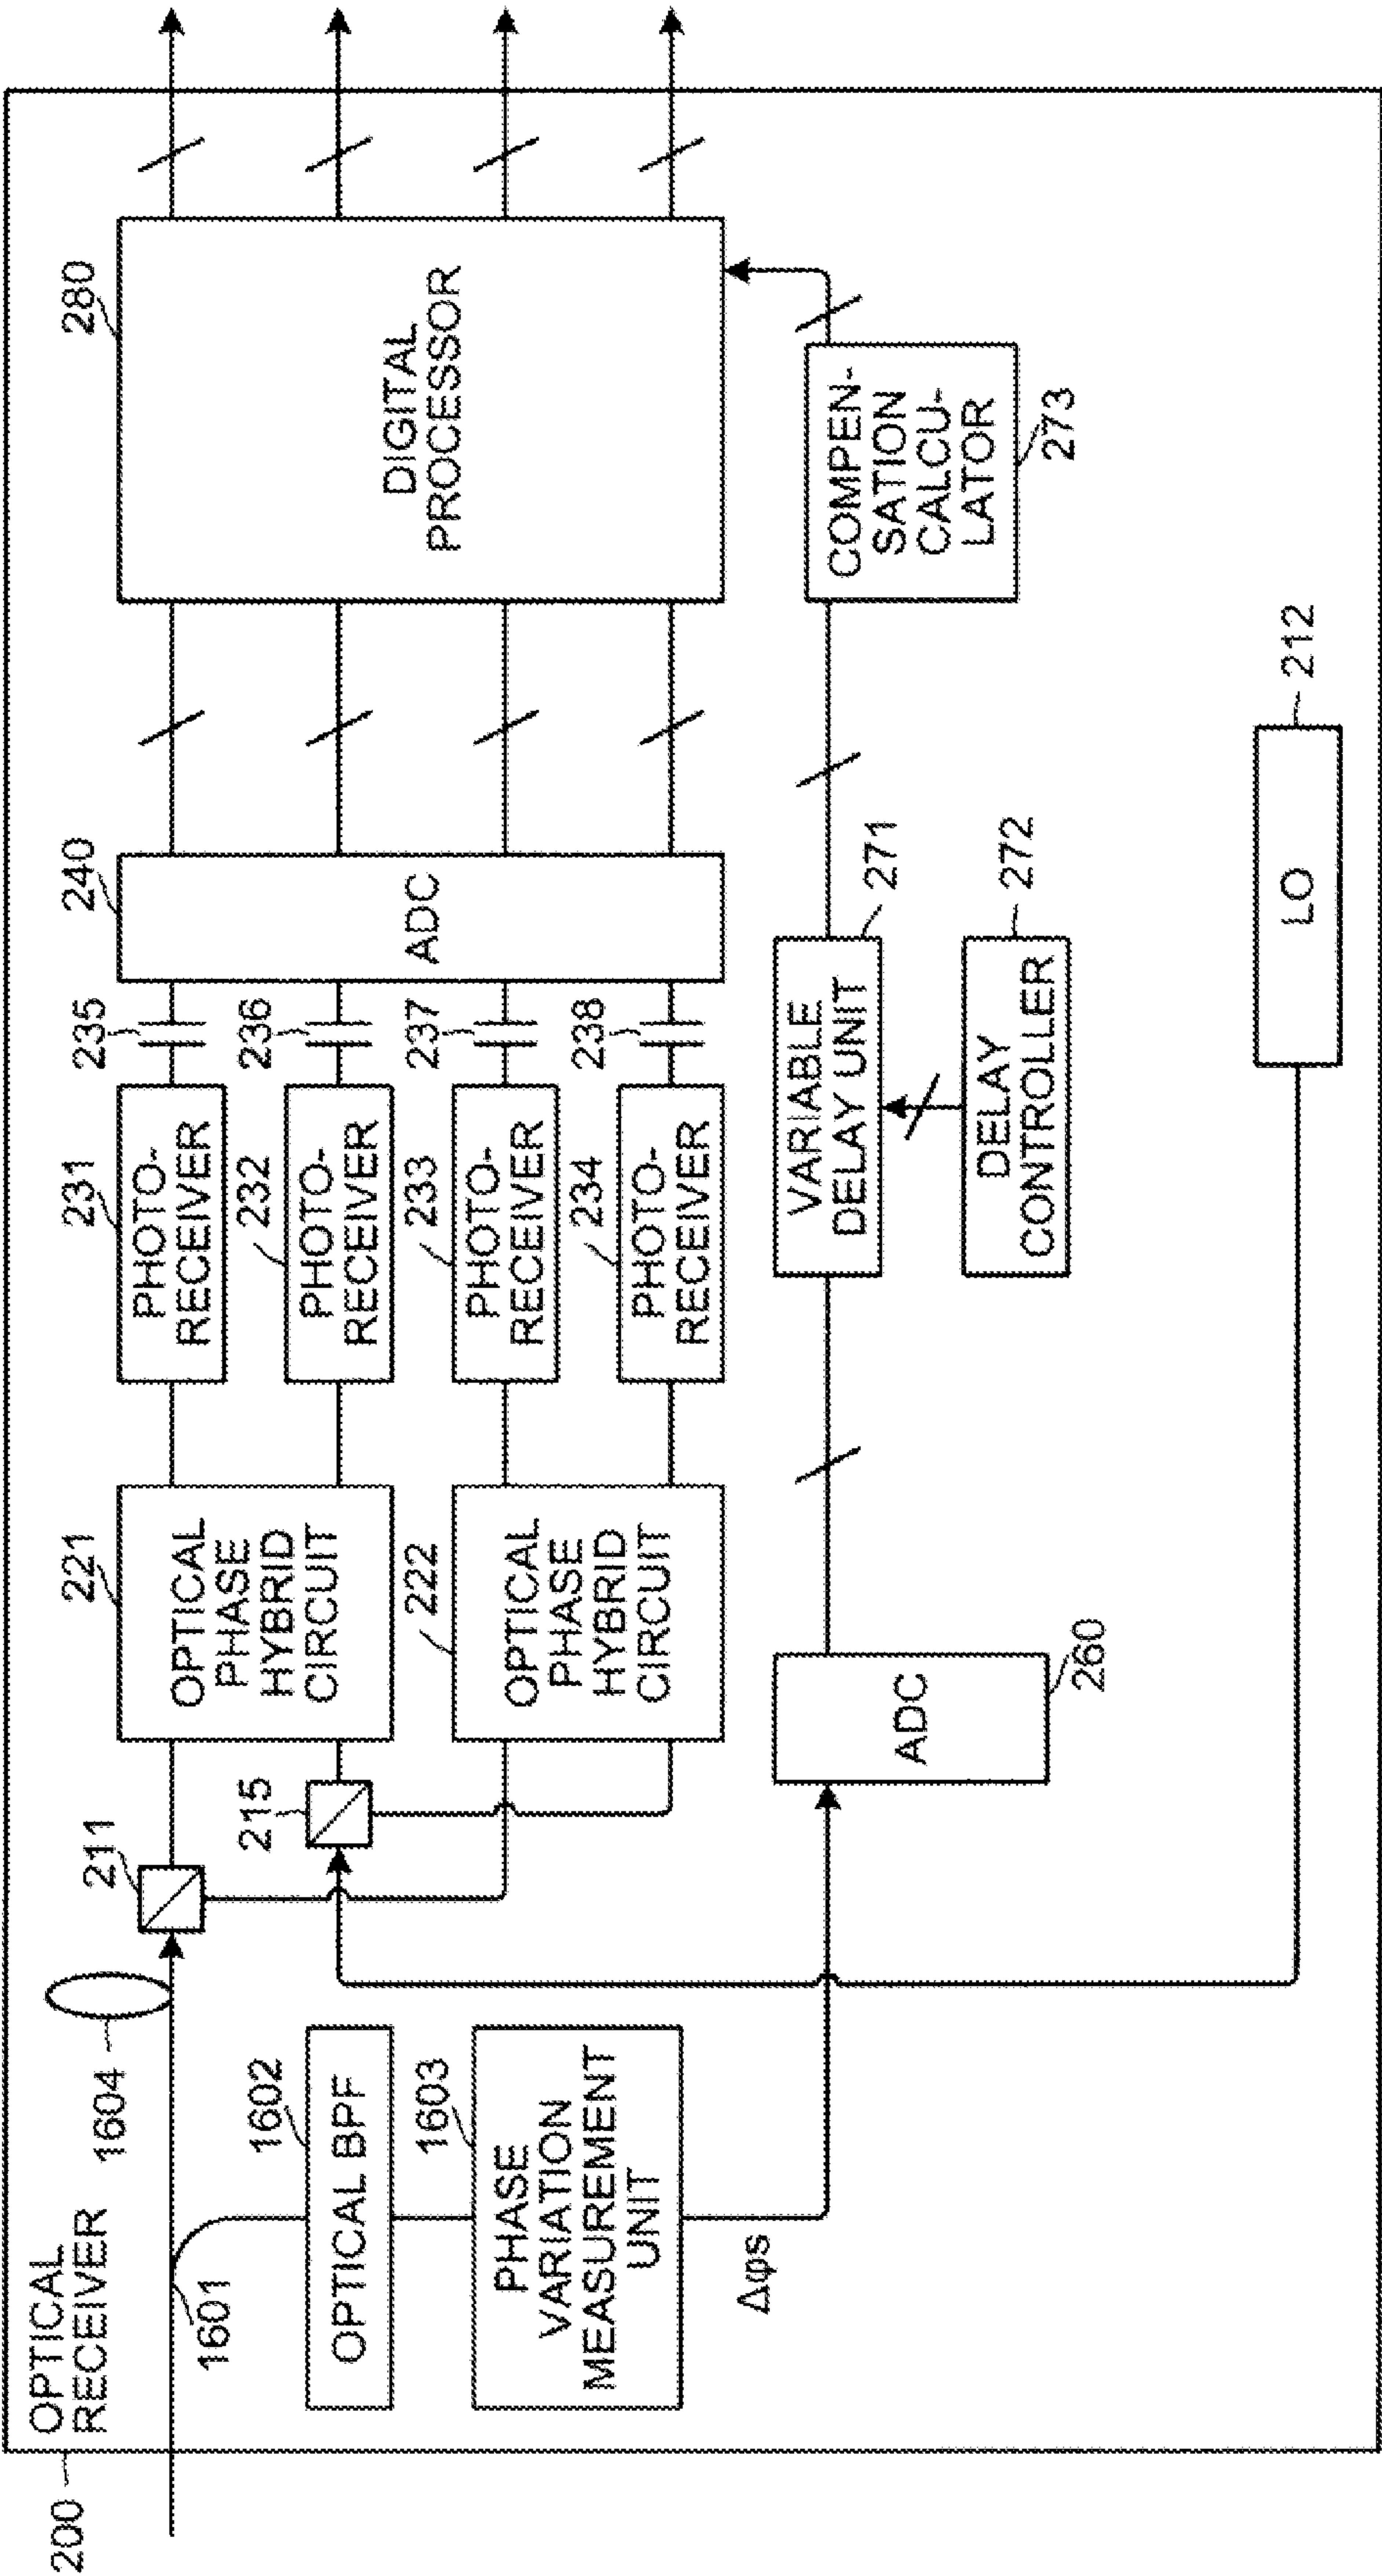 200
OPTICAL
RECEIVER
1601
1604
1602
OPTICAL BPF
1603
PHASE
VARIATION
MEASUREMENT
UNIT
Δφs
211
215
221
OPTICAL
PHASE
HYBRID
CIRCUIT
222
OPTICAL
PHASE
HYBRID
CIRCUIT
ADC
260
231
PHOTO-
RECEIVER
232
PHOTO-
RECEIVER
233
PHOTO-
RECEIVER
234
PHOTO-
RECEIVER
235
236
237
238
240
ADC
VARIABLE
DELAY UNIT
271
DELAY
CONTROLLER
272
LO
212
280
DIGITAL
PROCESSOR
COMPEN-
SATION
CALCU-
LATOR
273